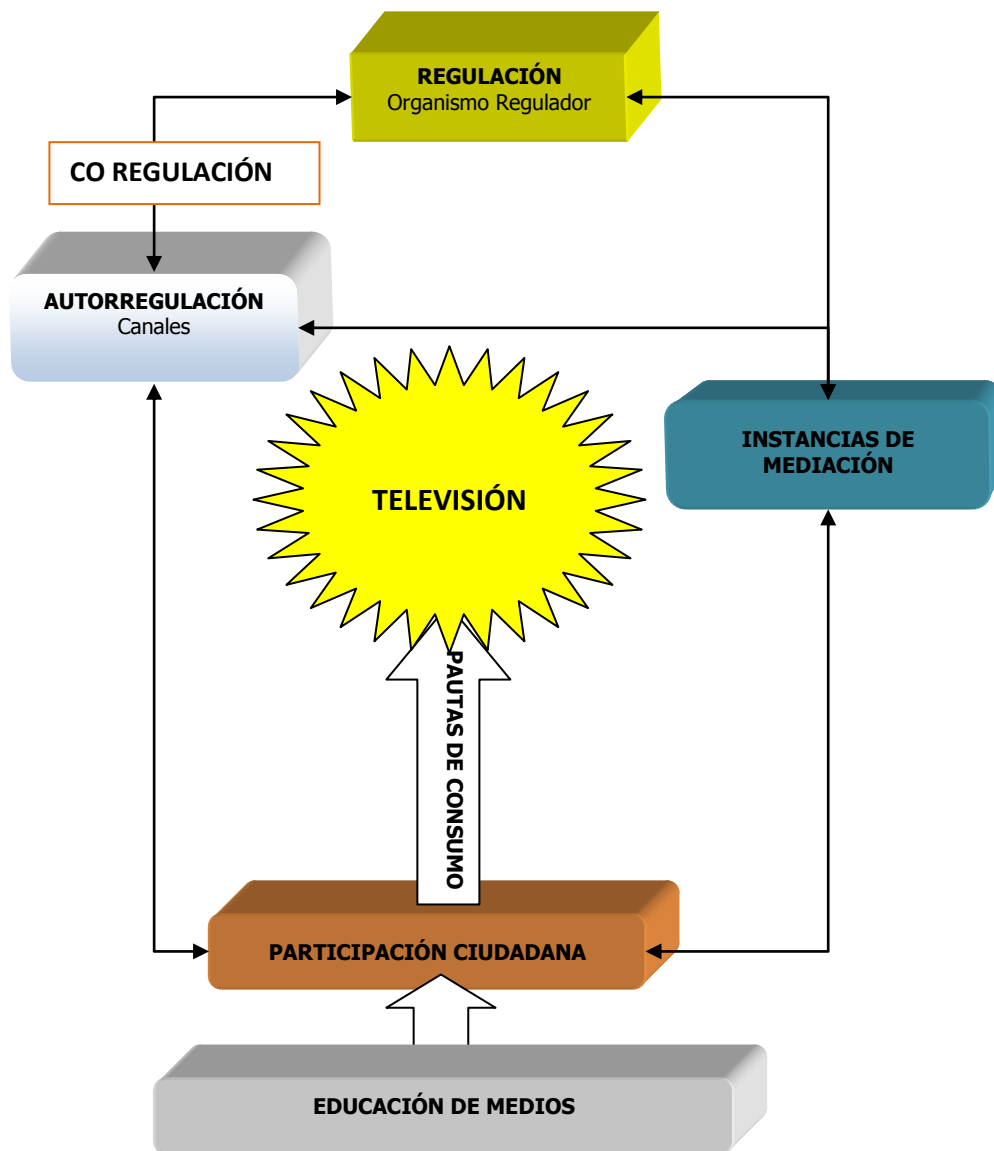 REGULACIÓN
Organismo Regulador
CO REGULACIÓN
AUTORREGULACIÓN
Canales
INSTANCIAS DE
MEDIACIÓN
TELEVISIÓN
PAUTAS DE CONSUMO
PARTICIPACIÓN CIUDADANA
EDUCACIÓN DE MEDIOS